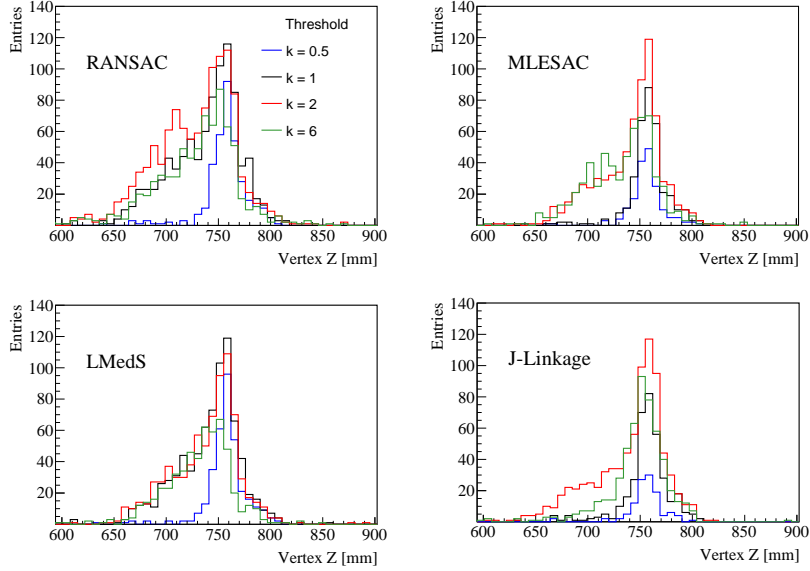 Entries
140
120
100
80
60
40
20
RANSAC
Threshold
k = 0.5
k = 1
k = 2
k = 6
600 650 700 750 800 850 900
Vertex Z [mm]
Entries
140
120
100
80
60
40
20
MLESAC
600 650 700 750 800 850 900
Vertex Z [mm]
Entries
140
120
100
80
60
40
20
LMedS
600 650 700 750 800 850 900
Vertex Z [mm]
Entries
140
120
100
80
60
40
20
J-Linkage
600 650 700 750 800 850 900
Vertex Z [mm]